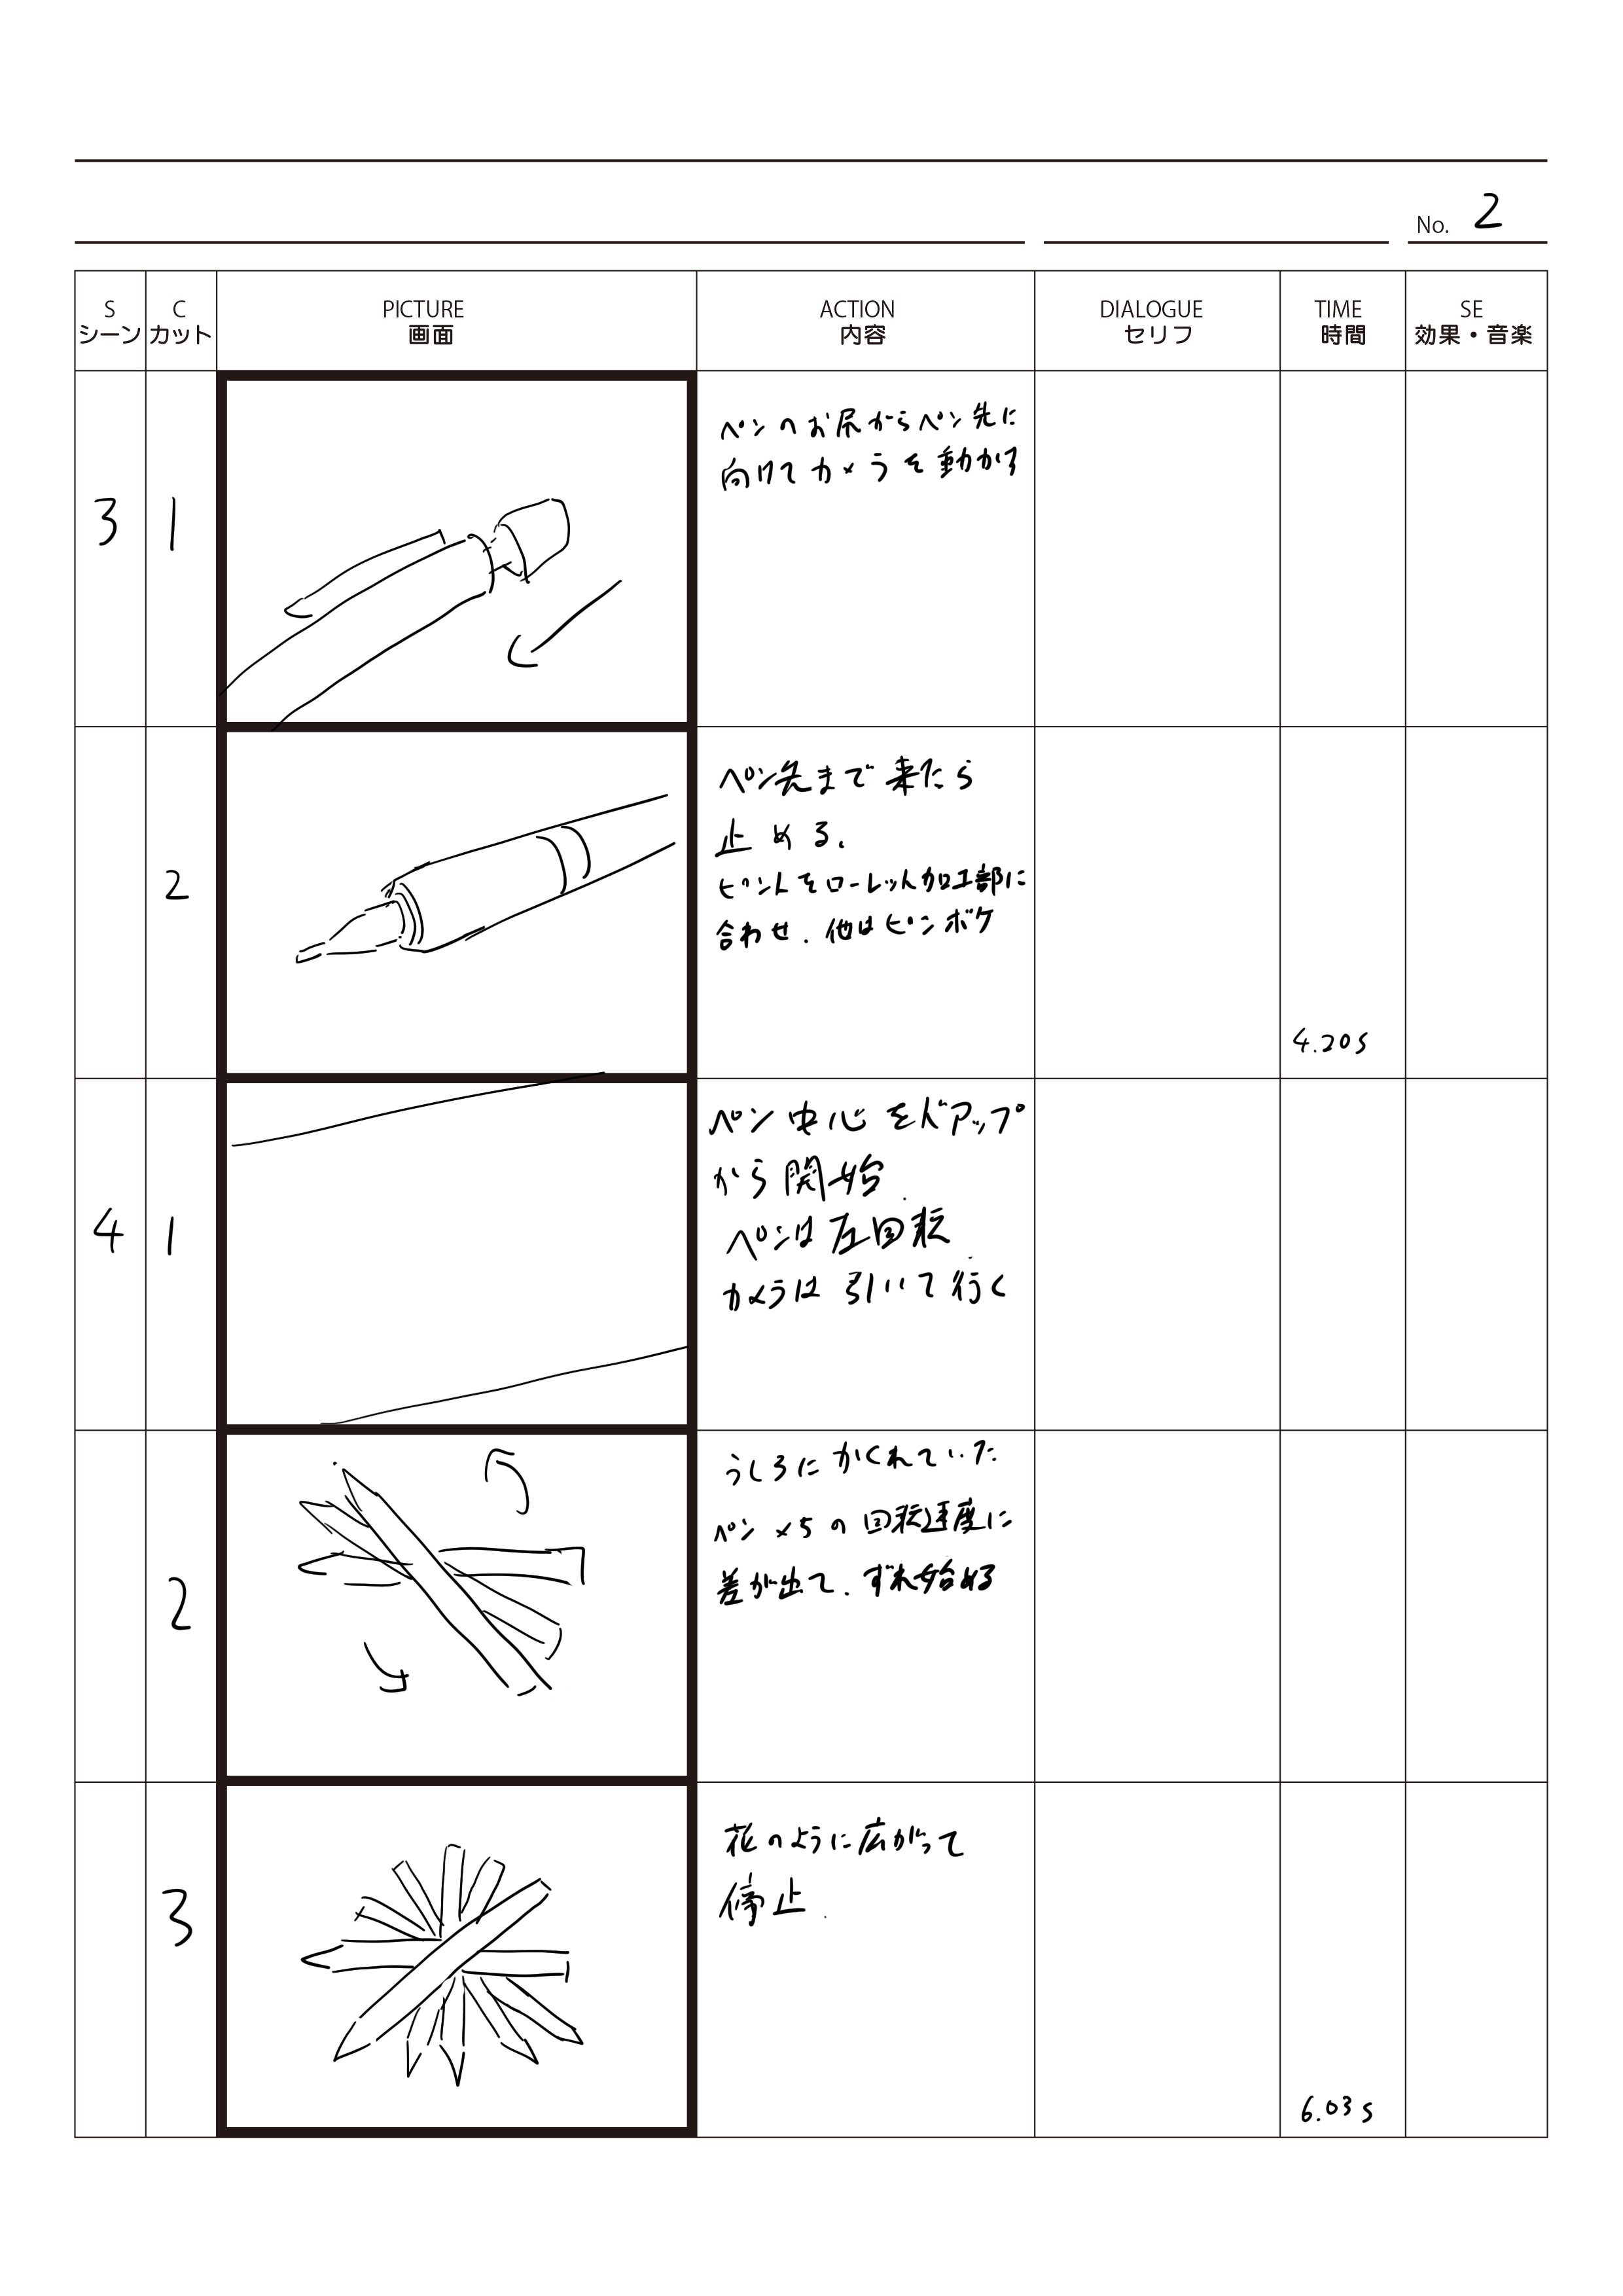 No. 2
S
シーン
C
カット
PICTURE
画面
ACTION
内容
DIALOGUE
セリフ
TIME
時間
SE
効果・音楽
3
1
ペンのお尻からペン先に
向けてカメラを動かる
2
ペン先まで来たら
止める.
ピントをローレット加工部に
合わせ. 他はピンボケ
4.20s
4
1
ペン中心をドアップ
から開始.
ペンは左回転
カメラは引いて行く
2
うしろにかくれていた
ペンたちの回転速度に
差が出て. ずれ始める
3
花のように広がって
停止.
6.03s